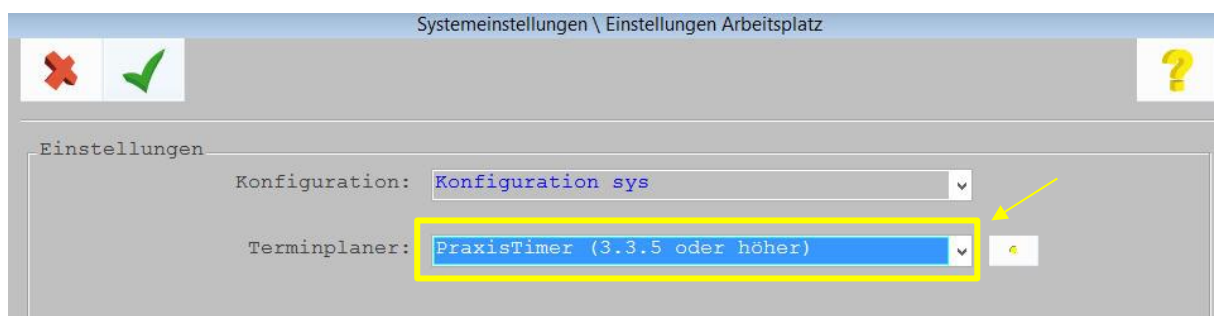 Systemeinstellungen \ Einstellungen Arbeitsplatz
Einstellungen
Konfiguration: Konfiguration sys
Terminplaner: PraxisTimer (3.3.5 oder höher)